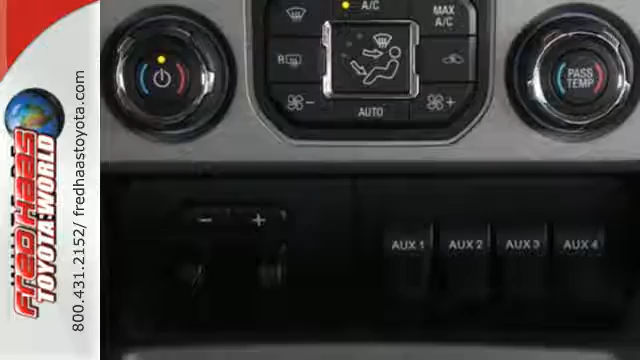 A/C
MAX
A/C
R
AUTO
PASS
TEMP
− +
AUX 1 AUX 2 AUX 3 AUX 4
Fred Haas
TOYOTA WORLD
800.431.2152/ fredhaastoyota.com